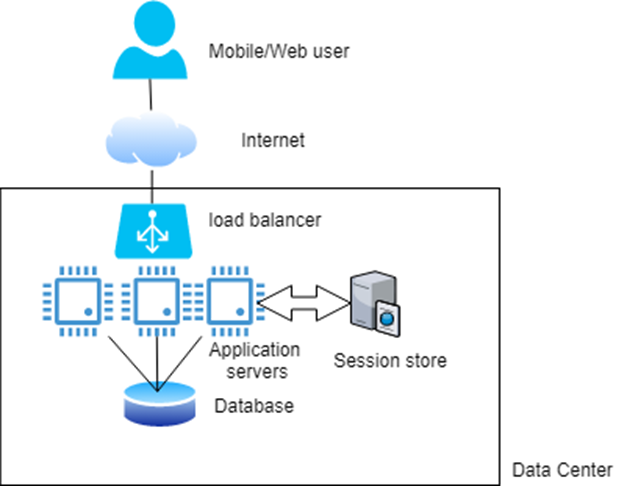 Mobile/Web user
Internet
load balancer
Application
servers
Session store
Database
Data Center